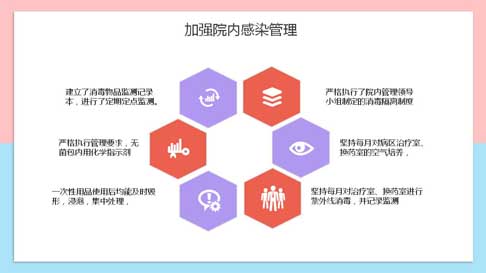 加强院内感染管理
建立了消毒物品监测记录
本，进行了定期定点监测。
严格执行了院内管理领导
小组制定的消毒隔离制度
严格执行管理要求，无
菌包内用化学指示剂
坚持每月对病区治疗室、
换药室的空气培养，
一次性用品使用后均能及时毁
形，浸泡，集中处理，
坚持每月对治疗室、换药室进行
紫外线消毒，并记录监测